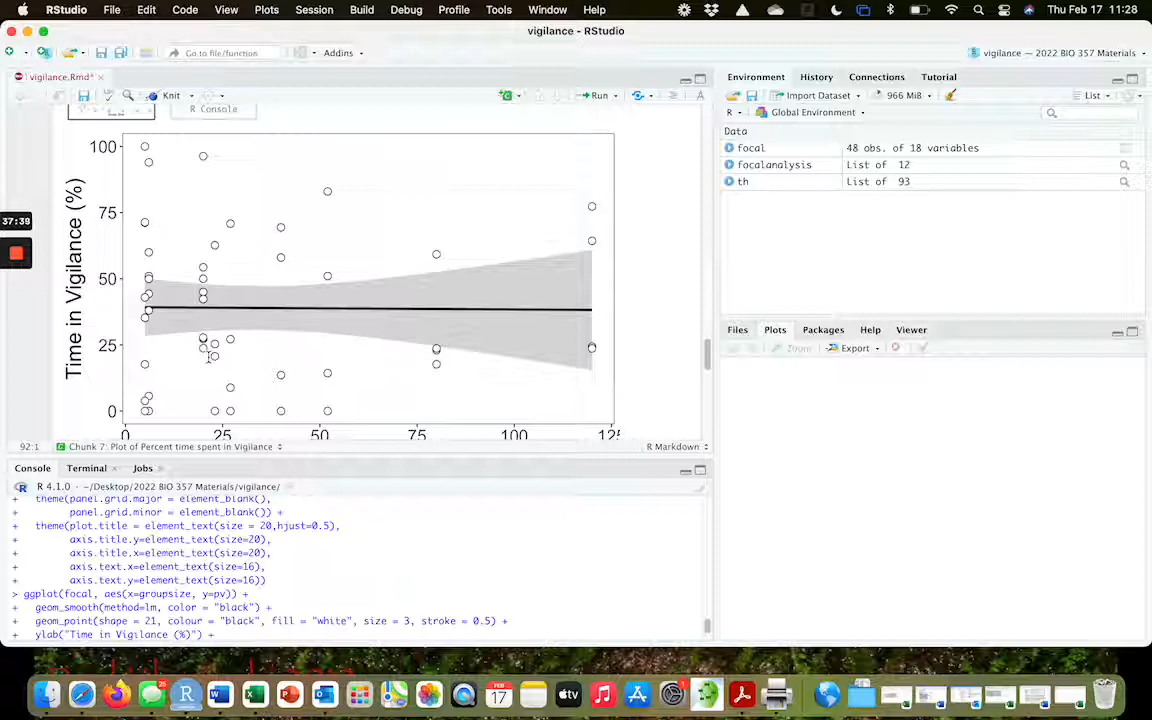 RStudio File Edit Code View Plots Session Build Debug Profile Tools Window Help Thu Feb 17 11:28
vigilance – RStudio
Go to file/function Addins vigilance — 2022 BIO 357 Materials
vigilance.Rmd*
Knit Run
R Console
100
75
50
25
0
Time in Vigilance (%)
0 25 50 75 100 125
92:1 Chunk 7: Plot of Percent time spent in Vigilance R Markdown
37:39
Environment History Connections Tutorial
Import Dataset 966 MiB List
R Global Environment
Data
focal 48 obs. of 18 variables
focalanalysis List of 12
th List of 93
Files Plots Packages Help Viewer
Zoom Export
Console Terminal Jobs
R 4.1.0 · ~/Desktop/2022 BIO 357 Materials/vigilance/
+ theme(panel.grid.major = element_blank(),
+ panel.grid.minor = element_blank()) +
+ theme(plot.title = element_text(size = 20,hjust=0.5),
+ axis.title.y=element_text(size=20),
+ axis.title.x=element_text(size=20),
+ axis.text.x=element_text(size=16),
+ axis.text.y=element_text(size=16))
> ggplot(focal, aes(x=groupsize, y=pv)) +
+ geom_smooth(method=lm, color = "black") +
+ geom_point(shape = 21, colour = "black", fill = "white", size = 3, stroke = 0.5) +
+ ylab("Time in Vigilance (%)") +
FEB
17
tv